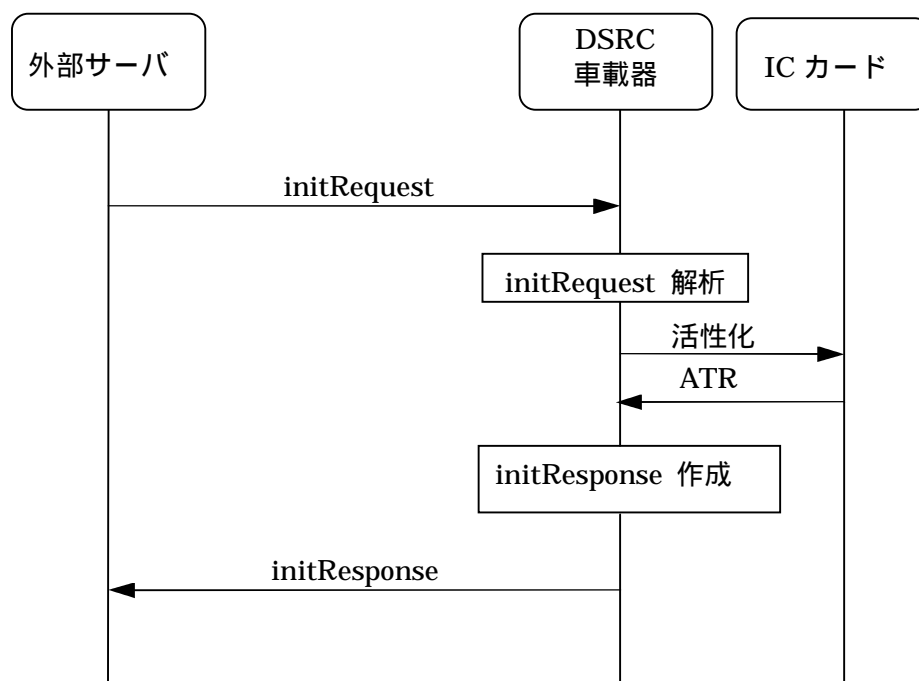 外部サーバ
DSRC
車載器
IC カード
initRequest
initRequest 解析
活性化
ATR
initResponse 作成
initResponse